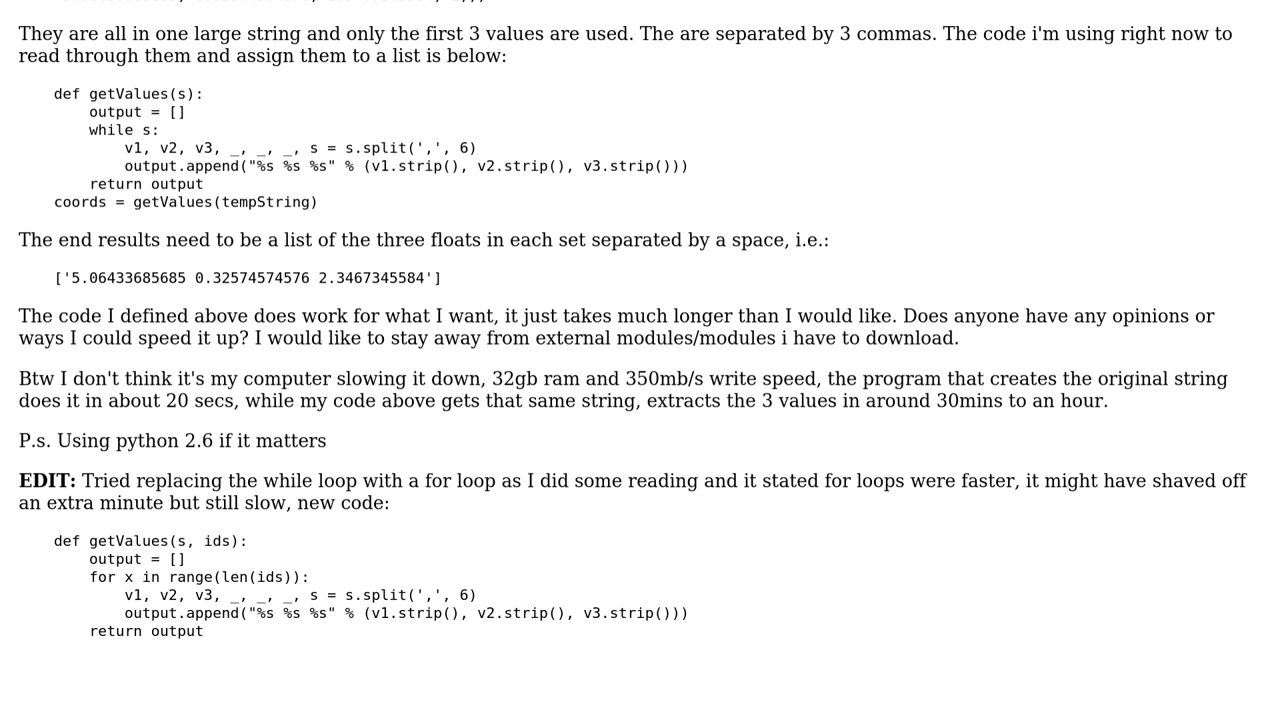 They are all in one large string and only the first 3 values are used. The are separated by 3 commas. The code i'm using right now to
read through them and assign them to a list is below:
def getValues(s):
    output = []
    while s:
        v1, v2, v3, _, _, _, s = s.split(',', 6)
        output.append("%s %s %s" % (v1.strip(), v2.strip(), v3.strip()))
    return output
coords = getValues(tempString)
The end results need to be a list of the three floats in each set separated by a space, i.e.:
['5.06433685685 0.32574574576 2.3467345584']
The code I defined above does work for what I want, it just takes much longer than I would like. Does anyone have any opinions or
ways I could speed it up? I would like to stay away from external modules/modules i have to download.
Btw I don't think it's my computer slowing it down, 32gb ram and 350mb/s write speed, the program that creates the original string
does it in about 20 secs, while my code above gets that same string, extracts the 3 values in around 30mins to an hour.
P.s. Using python 2.6 if it matters
EDIT: Tried replacing the while loop with a for loop as I did some reading and it stated for loops were faster, it might have shaved off
an extra minute but still slow, new code:
def getValues(s, ids):
    output = []
    for x in range(len(ids)):
        v1, v2, v3, _, _, _, s = s.split(',', 6)
        output.append("%s %s %s" % (v1.strip(), v2.strip(), v3.strip()))
    return output